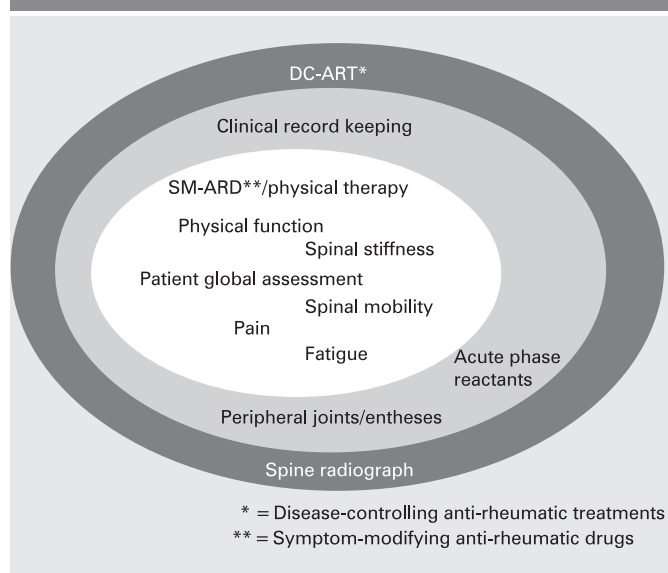 DC-ART*
Clinical record keeping
SM-ARD**/physical therapy
Physical function
Spinal stiffness
Patient global assessment
Spinal mobility
Pain
Fatigue
Acute phase
reactants
Peripheral joints/entheses
Spine radiograph
* = Disease-controlling anti-rheumatic treatments
** = Symptom-modifying anti-rheumatic drugs